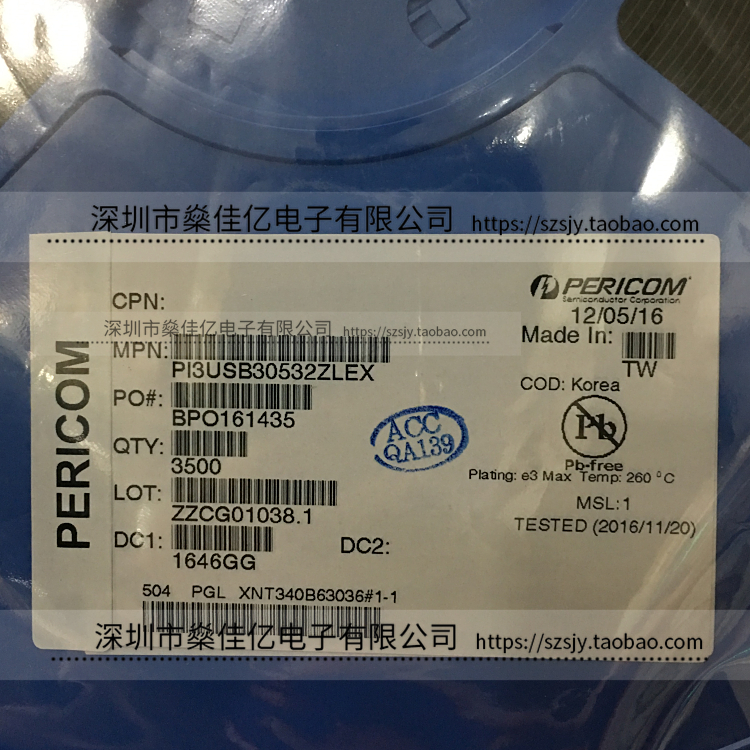 深圳市燊佳亿电子有限公司 https://szsjy.taobao.com
PERICOM
CPN:
PERICOM
Semiconductor Corporation
12/05/16
深圳市燊佳亿电子有限公司 https://szsjy.taobao.com
Made In:
TW
MPN:
PI3USB30532ZLEX
COD: Korea
PO#:
BPO161435
Pb
Pb-free
ACC
QA139
QTY:
3500
Plating: e3 Max Temp: 260 °C
LOT:
ZZCG01038.1
MSL: 1
TESTED (2016/11/20)
DC1:
1646GG
DC2:
504 PGL XNT340B63036#1-1
深圳市燊佳亿电子有限公司 https://szsjy.taobao.com